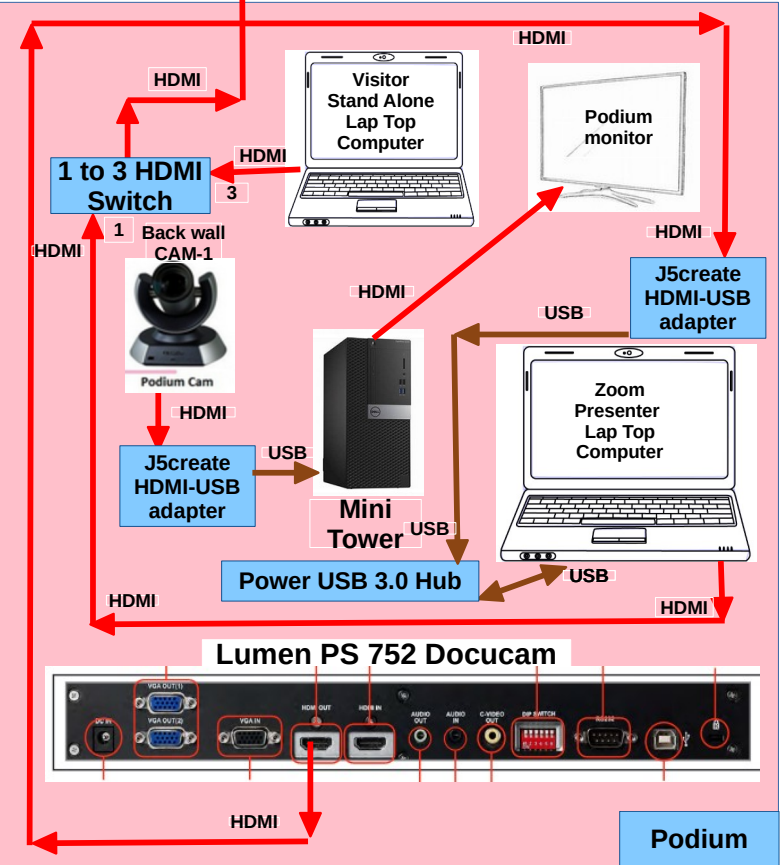 HDMI
HDMI
Visitor
Stand Alone
Lap Top
Computer
Podium
monitor
HDMI
1 to 3 HDMI
Switch
3
1
HDMI
Back wall
CAM-1
HDMI
J5create
HDMI-USB
adapter
HDMI
USB
Podium Cam
Zoom
Presenter
Lap Top
Computer
HDMI
J5create
HDMI-USB
adapter
USB
DELL
Mini
Tower
USB
Power USB 3.0 Hub
USB
HDMI
HDMI
Lumen PS 752 Docucam
VGA OUT(1)
DC IN
VGA OUT(2)
VGA IN
HDMI OUT
HDMI IN
AUDIO
OUT
AUDIO
IN
C-VIDEO
OUT
DIP SWITCH
RS232
HDMI
Podium